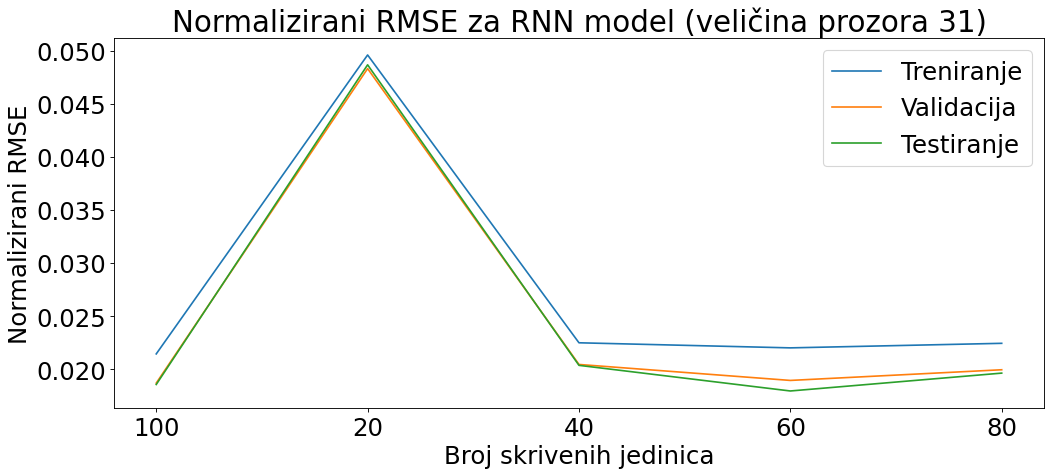 Normalizirani RMSE za RNN model (veličina prozora 31)
Normalizirani RMSE
0.050
0.045
0.040
0.035
0.030
0.025
0.020
Treniranje
Validacija
Testiranje
100 20 40 60 80
Broj skrivenih jedinica